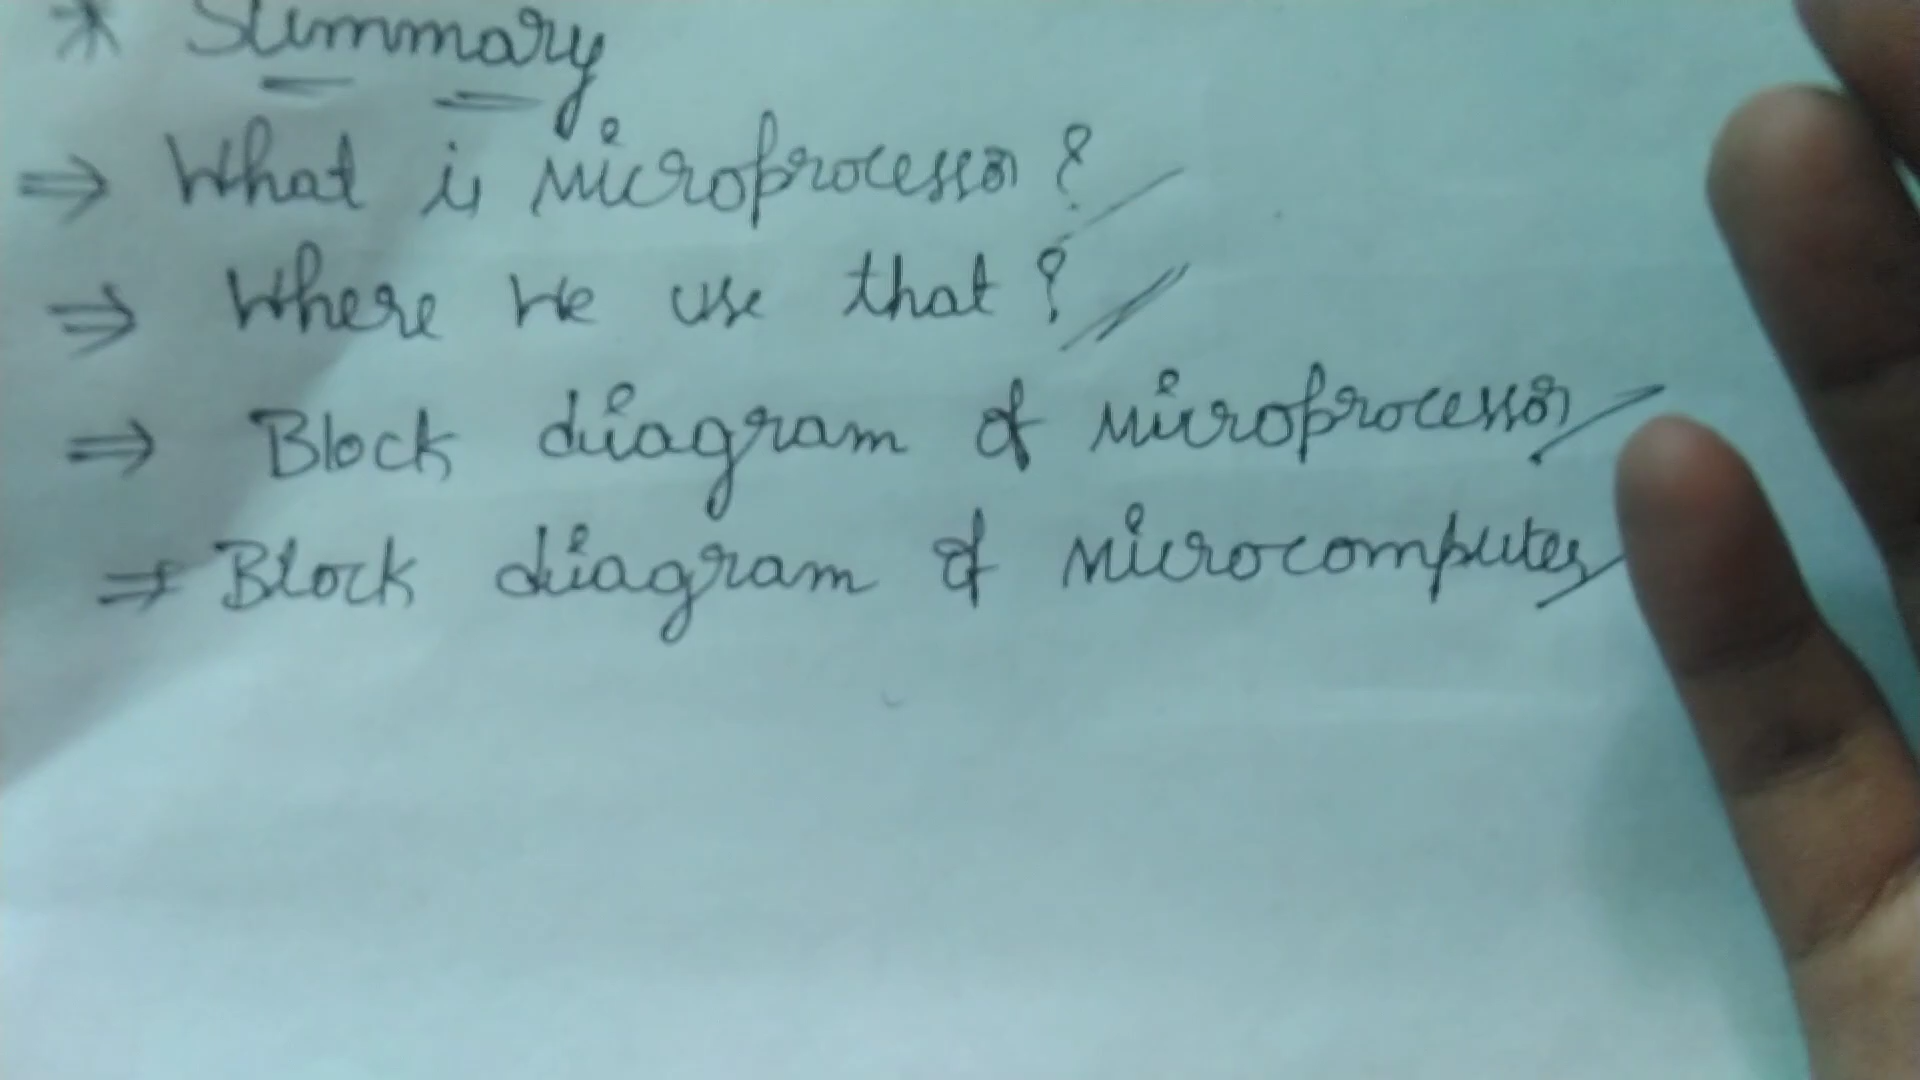 * Summary
⇒ What is microprocessor?
⇒ Where we use that?
⇒ Block diagram of microprocessor
⇒ Block diagram of microcomputer